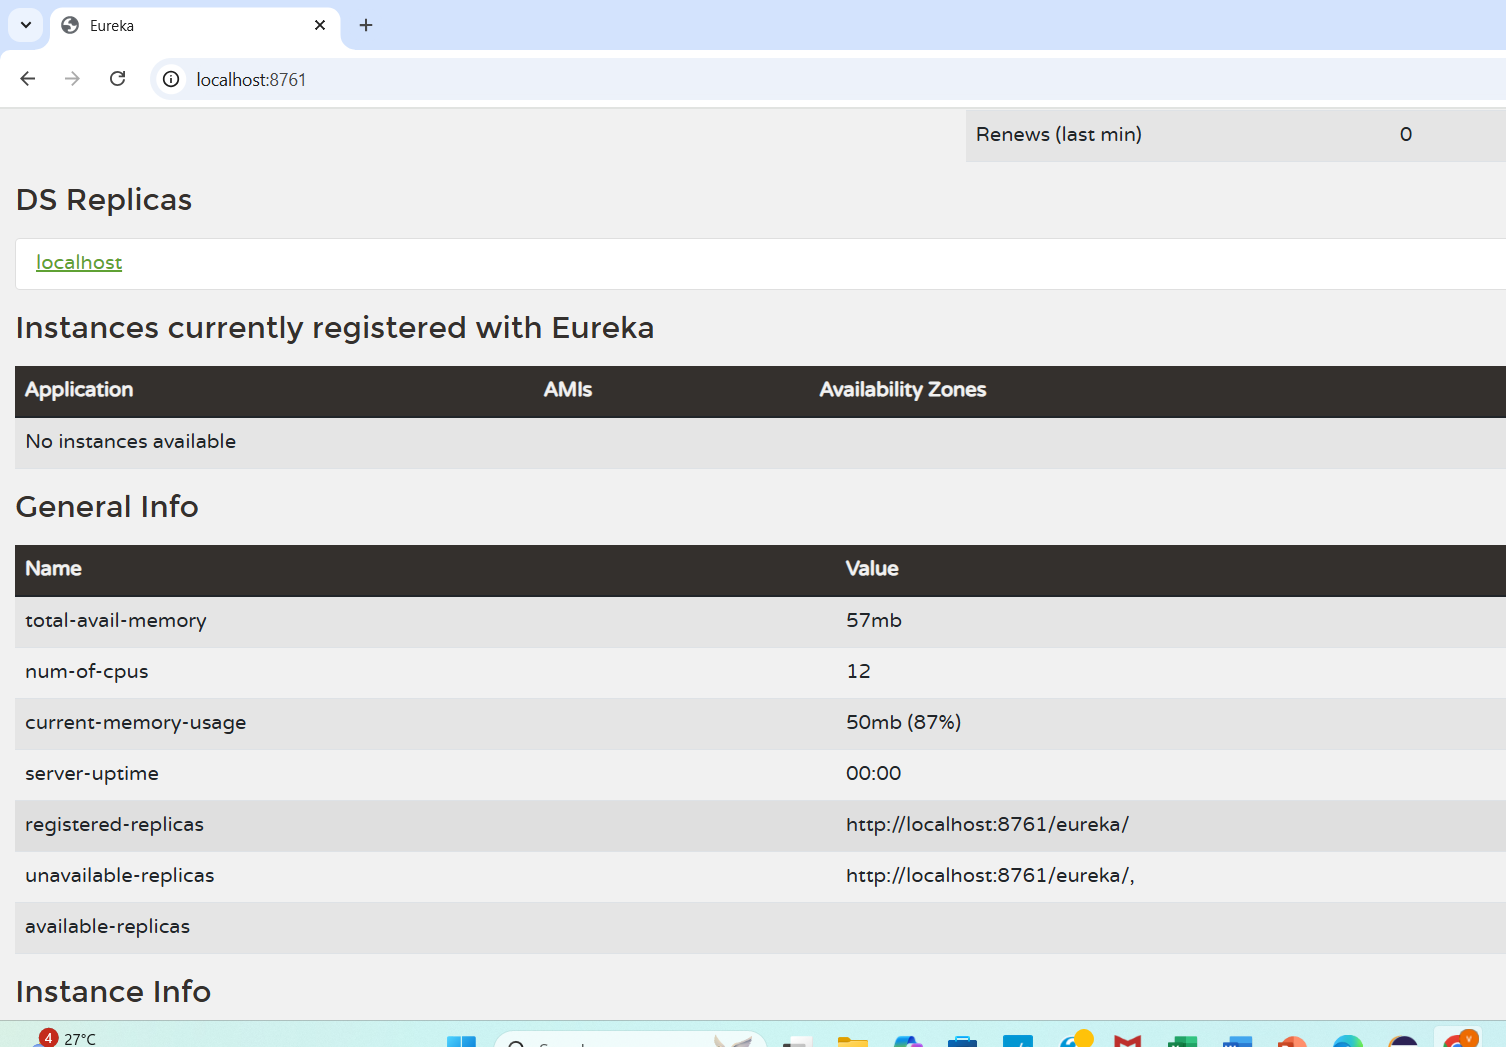 Eureka
localhost:8761
Renews (last min) 0
DS Replicas
localhost
Instances currently registered with Eureka
Application AMIs Availability Zones
No instances available
General Info
Name Value
total-avail-memory 57mb
num-of-cpus 12
current-memory-usage 50mb (87%)
server-uptime 00:00
registered-replicas http://localhost:8761/eureka/
unavailable-replicas http://localhost:8761/eureka/,
available-replicas
Instance Info
4 27°C